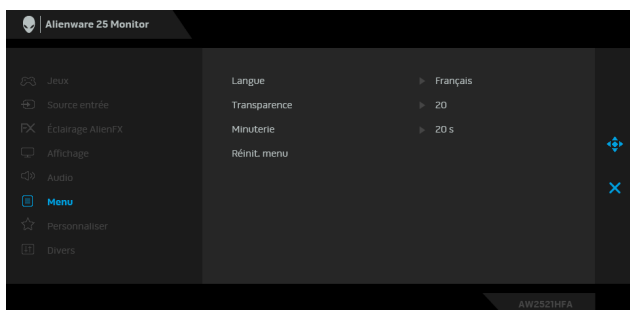 Alienware 25 Monitor
Jeux
Source entrée
Éclairage AlienFX
Affichage
Audio
Menu
Personnaliser
Divers
Langue Français
Transparence 20
Minuterie 20 s
Réinit. menu
AW2521HFA